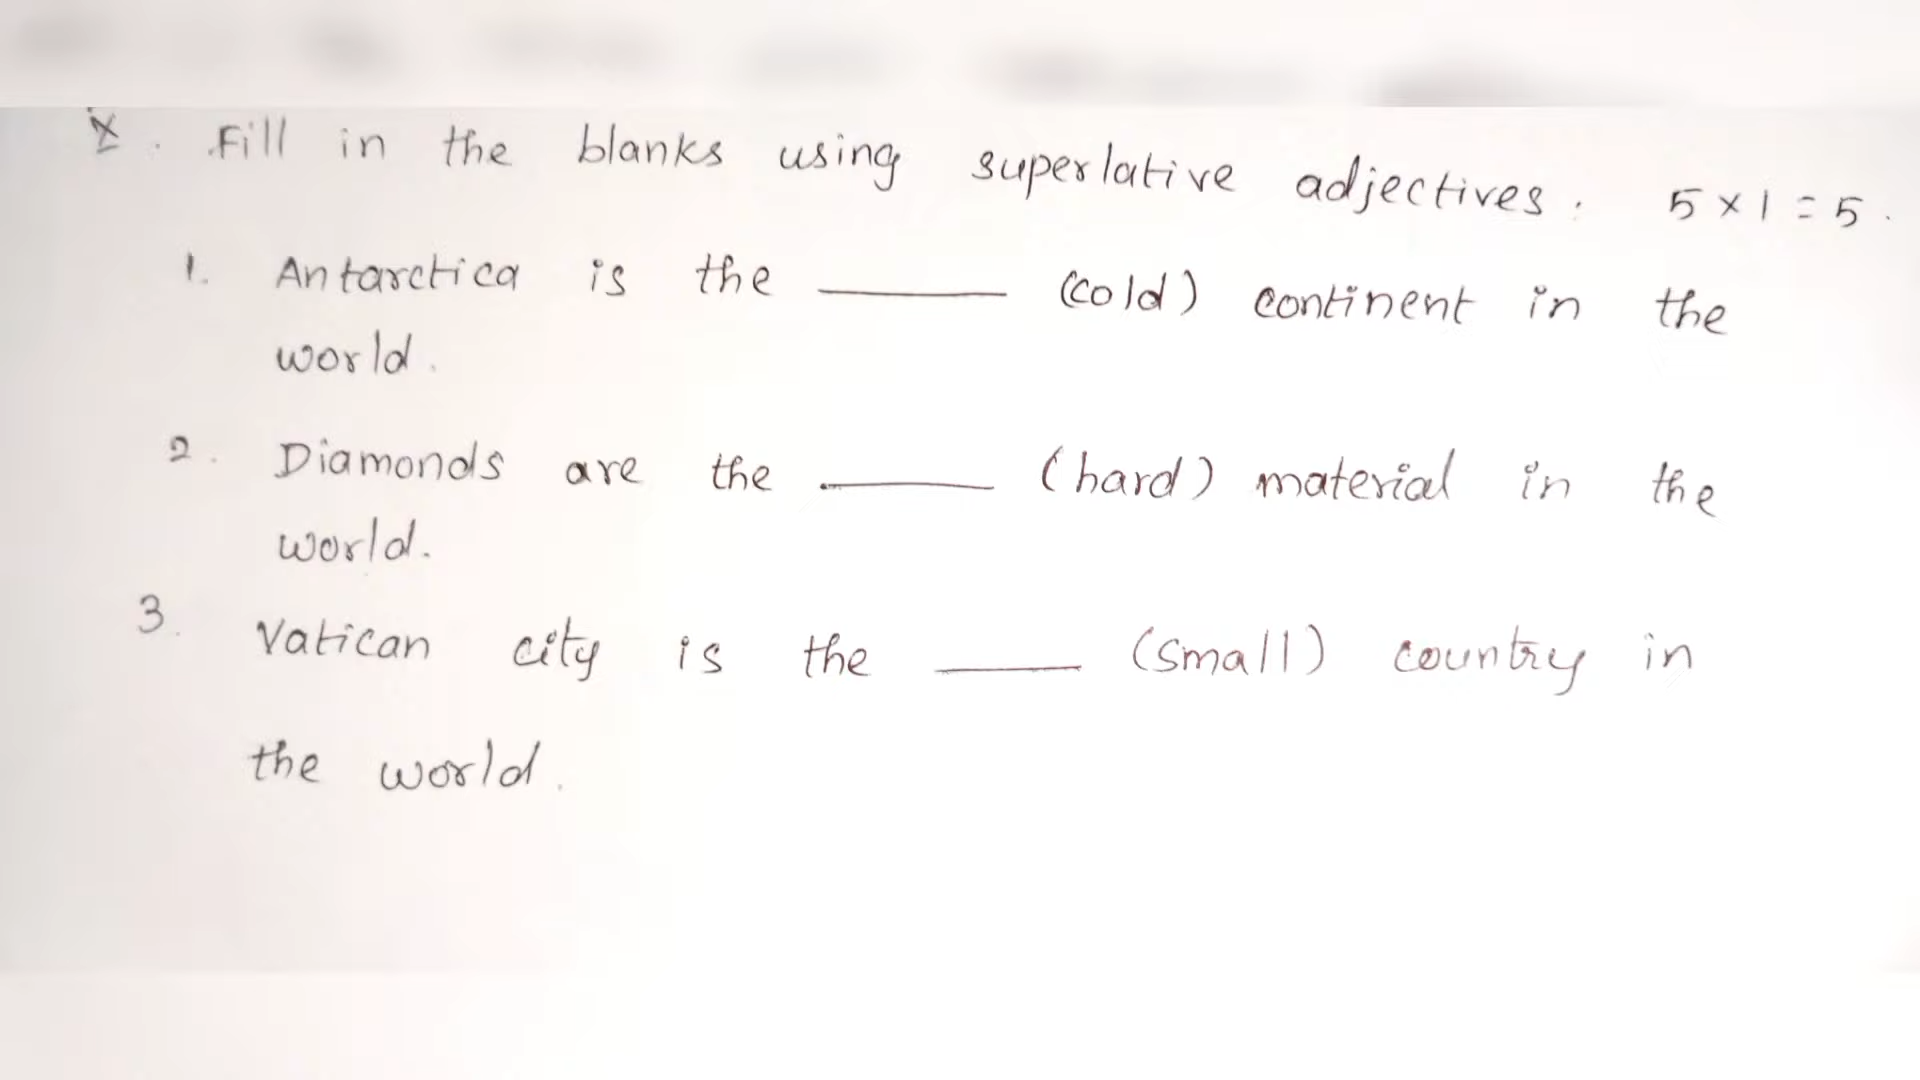 X. Fill in the blanks using superlative adjectives: 5 x 1 = 5.
1. Antarctica is the ______ (cold) continent in the
world.
2. Diamonds are the ______ (hard) material in the
world.
3. Vatican city is the ______ (small) country in
the world.